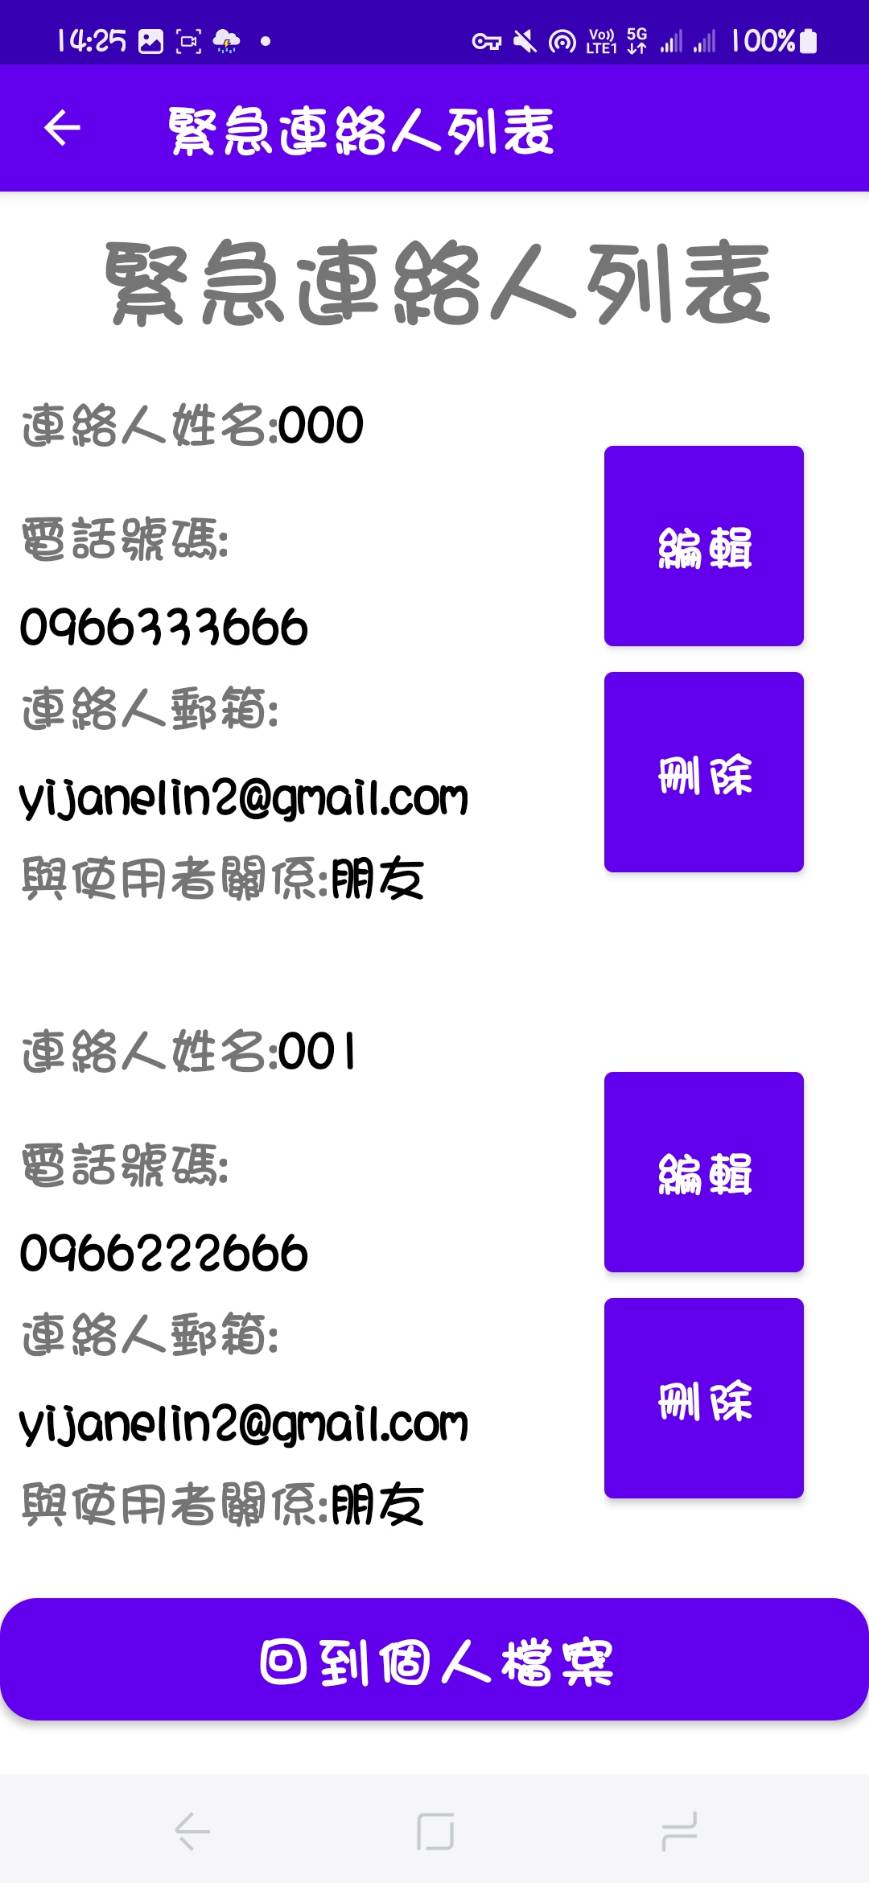 14:25 Vo)) LTE1 5G 100%
緊急連絡人列表
緊急連絡人列表
連絡人姓名:000
電話號碼:
0966333666
連絡人郵箱:
yijanelin2@gmail.com
與使用者關係:朋友
編輯
刪除
連絡人姓名:001
電話號碼:
0966222666
連絡人郵箱:
yijanelin2@gmail.com
與使用者關係:朋友
編輯
刪除
回到個人檔案